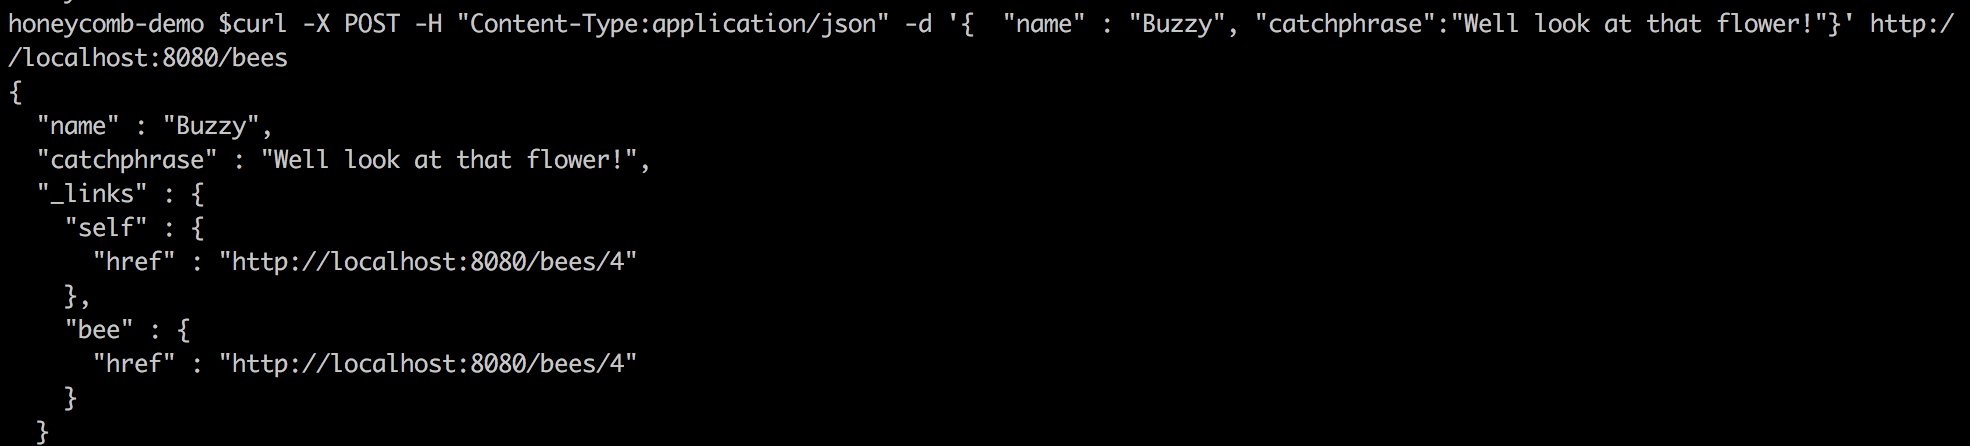 honeycomb-demo $curl -X POST -H "Content-Type:application/json" -d '{  "name" : "Buzzy", "catchphrase":"Well look at that flower!"}' http:/
/localhost:8080/bees
{
  "name" : "Buzzy",
  "catchphrase" : "Well look at that flower!",
  "_links" : {
    "self" : {
      "href" : "http://localhost:8080/bees/4"
    },
    "bee" : {
      "href" : "http://localhost:8080/bees/4"
    }
  }